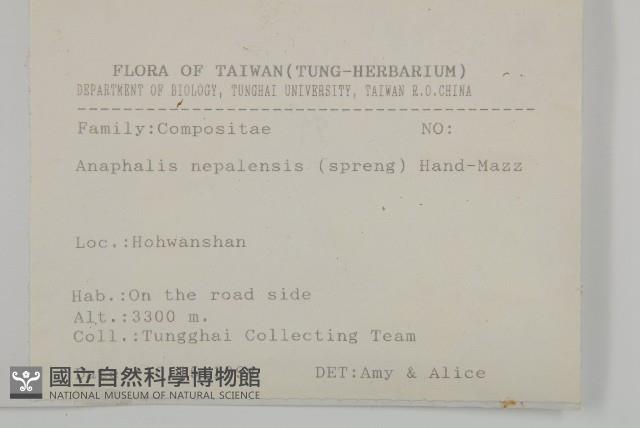 FLORA OF TAIWAN(TUNG-HERBARIUM)
DEPARTMENT OF BIOLOGY, TUNGHAI UNIVERSITY, TAIWAN R.O.CHINA
Family:Compositae NO:
Anaphalis nepalensis (spreng) Hand-Mazz
Loc.:Hohwanshan
Hab.:On the road side
Alt.:3300 m.
Coll.:Tungghai Collecting Team
DET:Amy & Alice
國立自然科學博物館
NATIONAL MUSEUM OF NATURAL SCIENCE